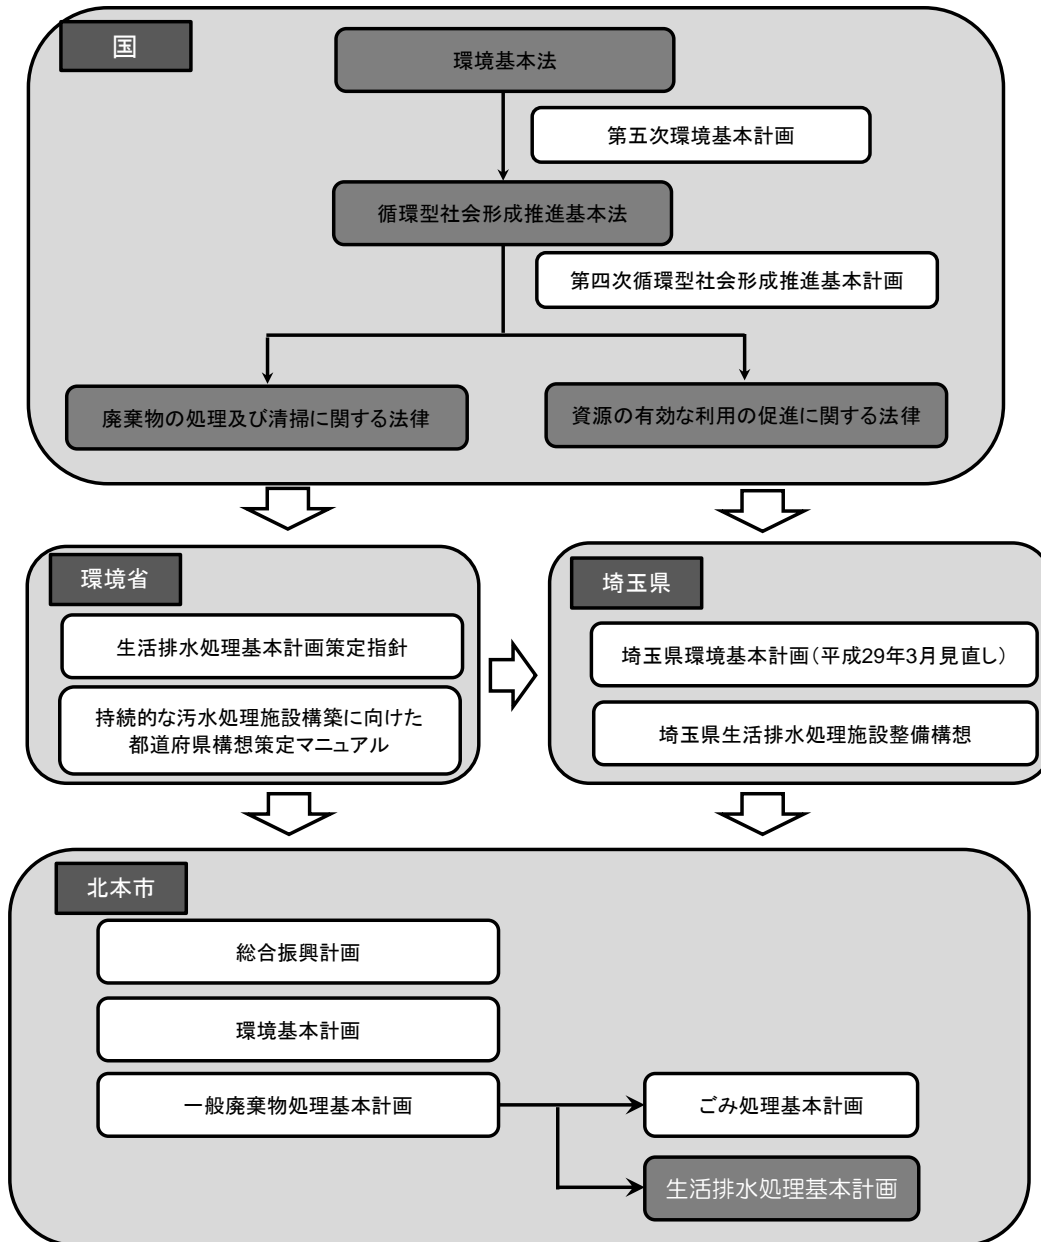 国
環境基本法
第五次環境基本計画
循環型社会形成推進基本法
第四次循環型社会形成推進基本計画
廃棄物の処理及び清掃に関する法律
資源の有効な利用の促進に関する法律
環境省
生活排水処理基本計画策定指針
持続的な汚水処理施設構築に向けた
都道府県構想策定マニュアル
埼玉県
埼玉県環境基本計画（平成29年3月見直し）
埼玉県生活排水処理施設整備構想
北本市
総合振興計画
環境基本計画
一般廃棄物処理基本計画
ごみ処理基本計画
生活排水処理基本計画